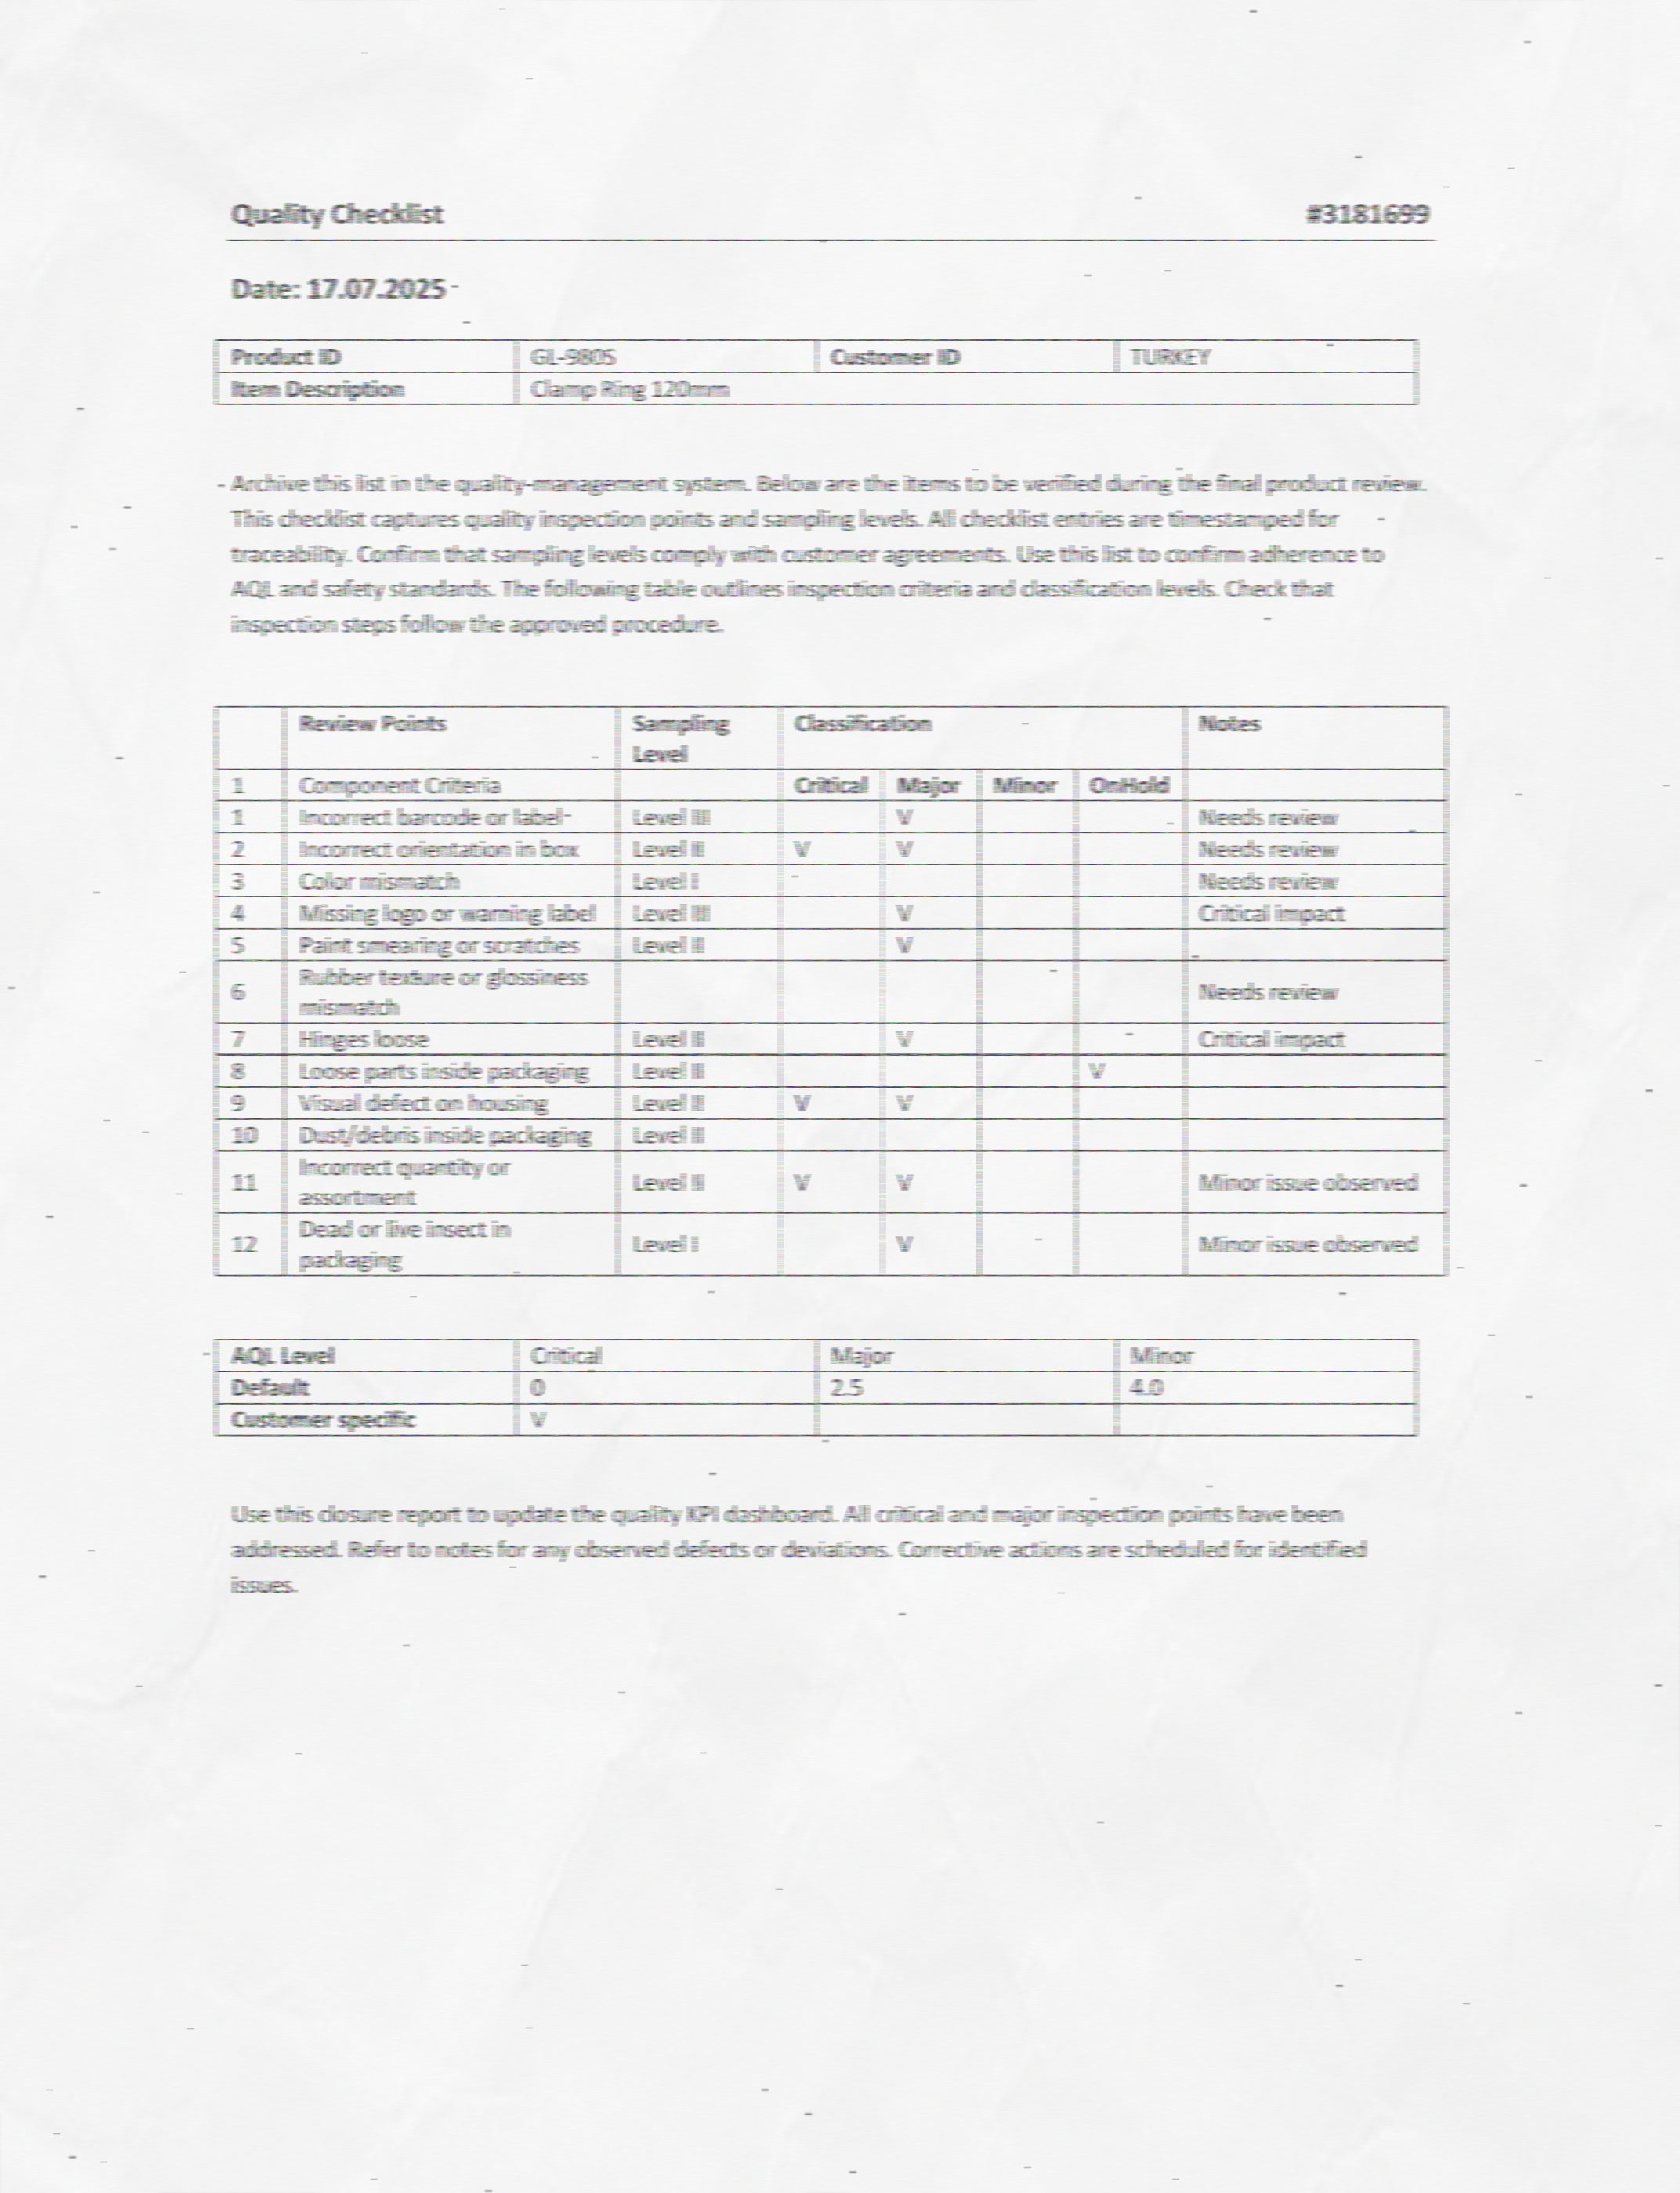 Quality Checklist #3181699
Date: 17.07.2025
Product ID GL-980S Customer ID TURKEY
Item Description Clamp Ring 120mm
Archive this list in the quality-management system. Below are the items to be verified during the final product review.
This checklist captures quality inspection points and sampling levels. All checklist entries are timestamped for
traceability. Confirm that sampling levels comply with customer agreements. Use this list to confirm adherence to
AQL and safety standards. The following table outlines inspection criteria and classification levels. Check that
inspection steps follow the approved procedure.
Review Points Sampling Level Classification Notes
1 Component Criteria Critical Major Minor OnHold
1 Incorrect barcode or label Level III V Needs review
2 Incorrect orientation in box Level II V V Needs review
3 Color mismatch Level I Needs review
4 Missing logo or warning label Level III V Critical impact
5 Paint smearing or scratches Level II V
6 Rubber texture or glossiness mismatch Needs review
7 Hinges loose Level II V Critical impact
8 Loose parts inside packaging Level II V
9 Visual defect on housing Level II V V
10 Dust/debris inside packaging Level II
11 Incorrect quantity or assortment Level II V V Minor issue observed
12 Dead or live insect in packaging Level I V Minor issue observed
AQL Level Critical Major Minor
Default 0 2.5 4.0
Customer specific V
Use this closure report to update the quality KPI dashboard. All critical and major inspection points have been
addressed. Refer to notes for any observed defects or deviations. Corrective actions are scheduled for identified
issues.